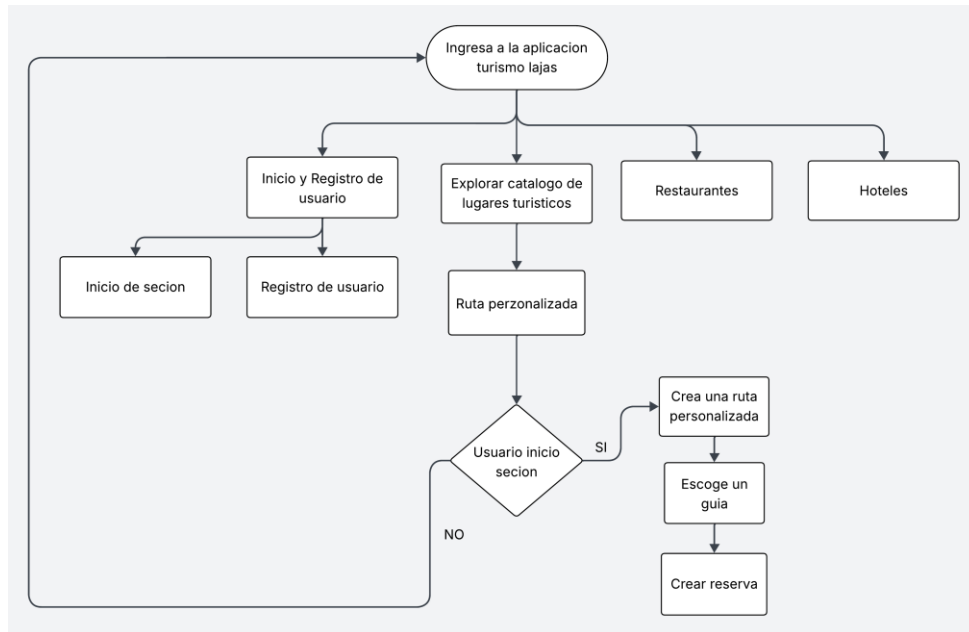 Ingresa a la aplicacion
turismo lajas
Inicio y Registro de
usuario
Explorar catalogo de
lugares turisticos
Restaurantes
Hoteles
Inicio de secion
Registro de usuario
Ruta perzonalizada
Crea una ruta
personalizada
Usuario inicio
secion
SI
Escoge un
guia
NO
Crear reserva